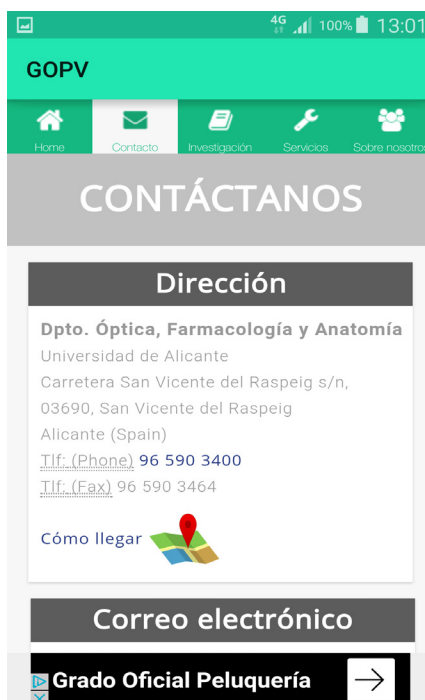 4G 100% 13:01
GOPV
Home Contacto Investigación Servicios Sobre nosotros
CONTÁCTANOS
Dirección
Dpto. Óptica, Farmacología y Anatomía
Universidad de Alicante
Carretera San Vicente del Raspeig s/n,
03690, San Vicente del Raspeig
Alicante (Spain)
Tlf: (Phone) 96 590 3400
Tlf: (Fax) 96 590 3464
Cómo llegar
Correo electrónico
Grado Oficial Peluquería